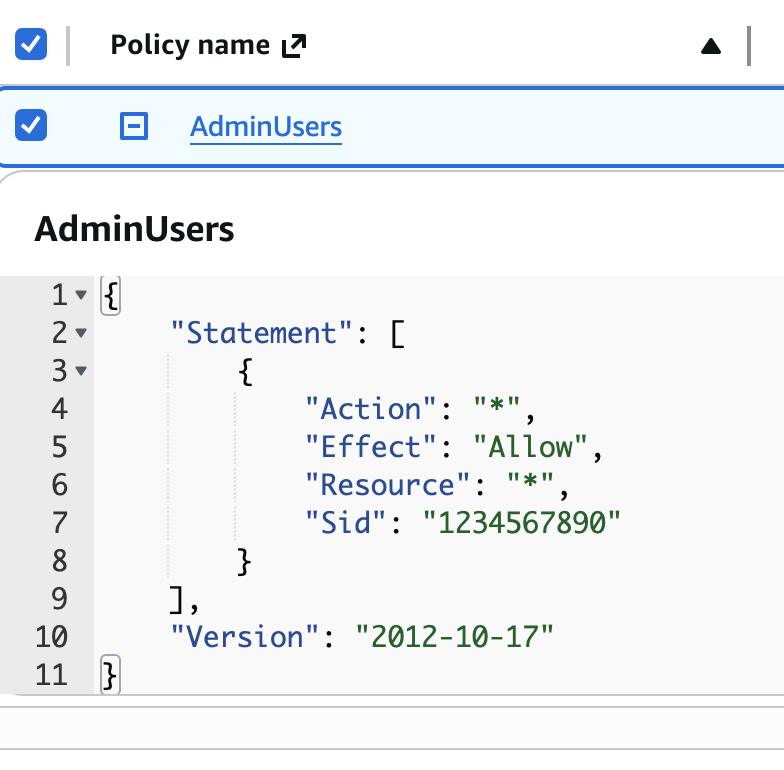 Policy name
AdminUsers
AdminUsers
1 {
2 "Statement": [
3 {
4 "Action": "*",
5 "Effect": "Allow",
6 "Resource": "*",
7 "Sid": "1234567890"
8 }
9 ],
10 "Version": "2012-10-17"
11 }